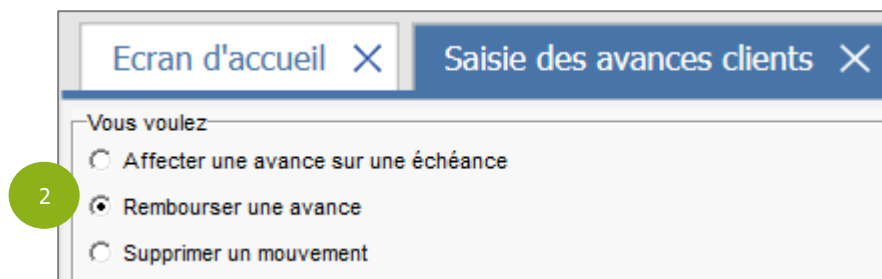 Ecran d'accueil Saisie des avances clients
Vous voulez
Affecter une avance sur une échéance
2 Rembourser une avance
Supprimer un mouvement